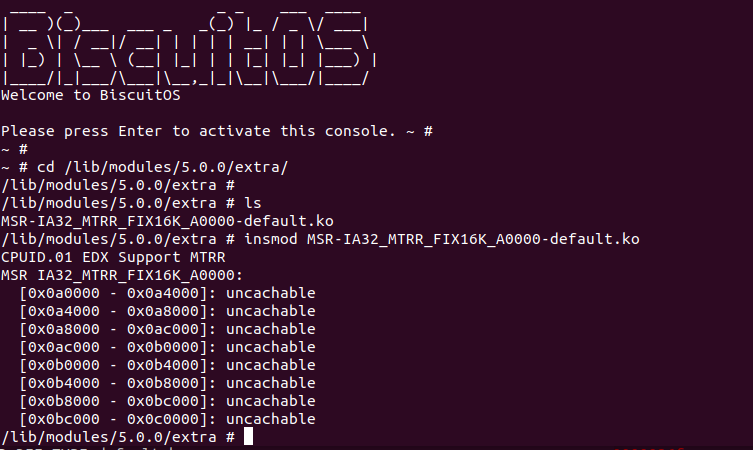 BiscuitOS
Welcome to BiscuitOS
Please press Enter to activate this console. ~ #
~ #
~ # cd /lib/modules/5.0.0/extra/
/lib/modules/5.0.0/extra #
/lib/modules/5.0.0/extra # ls
MSR-IA32_MTRR_FIX16K_A0000-default.ko
/lib/modules/5.0.0/extra # insmod MSR-IA32_MTRR_FIX16K_A0000-default.ko
CPUID.01 EDX Support MTRR
MSR IA32_MTRR_FIX16K_A0000:
[0x0a0000 - 0x0a4000]: uncachable
[0x0a4000 - 0x0a8000]: uncachable
[0x0a8000 - 0x0ac000]: uncachable
[0x0ac000 - 0x0b0000]: uncachable
[0x0b0000 - 0x0b4000]: uncachable
[0x0b4000 - 0x0b8000]: uncachable
[0x0b8000 - 0x0bc000]: uncachable
[0x0bc000 - 0x0c0000]: uncachable
/lib/modules/5.0.0/extra #